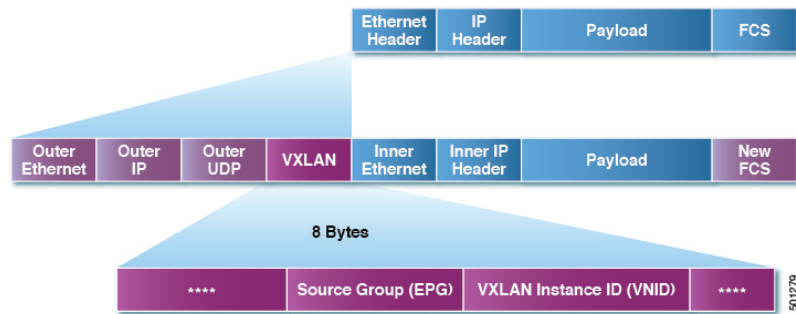 Ethernet Header
IP Header
Payload
FCS
Outer Ethernet
Outer IP
Outer UDP
VXLAN
Inner Ethernet
Inner IP Header
Payload
New FCS
8 Bytes
****
Source Group (EPG)
VXLAN Instance ID (VNID)
****
501279